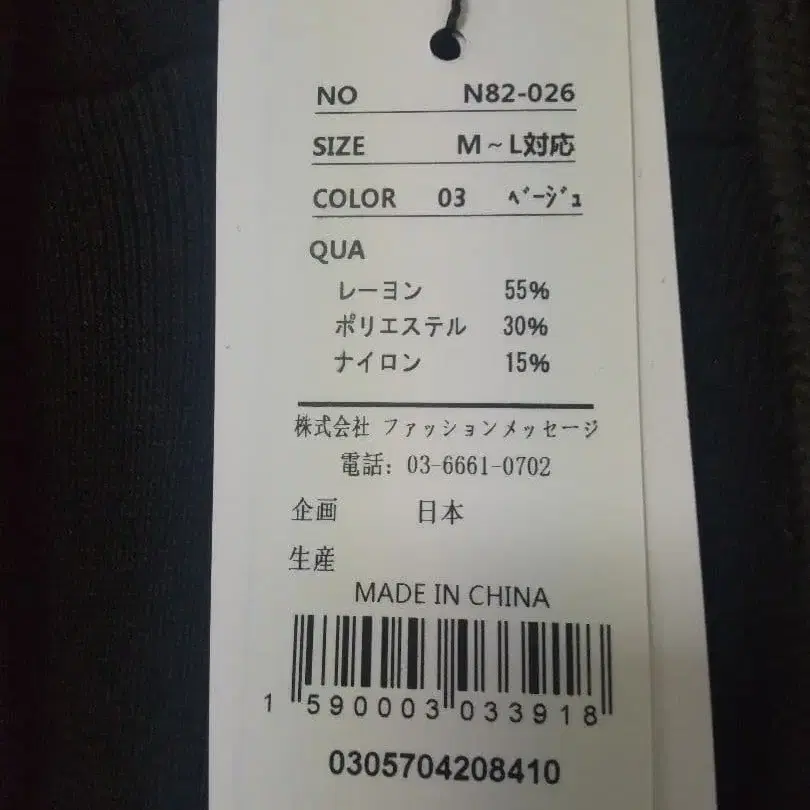 NO N82-026
SIZE M~L対応
COLOR 03 ﾍﾞｰｼﾞｭ
QUA
レーヨン 55%
ポリエステル 30%
ナイロン 15%
株式会社 ファッションメッセージ
電話: 03-6661-0702
企画 日本
生産
MADE IN CHINA
1 590003 033918
0305704208410